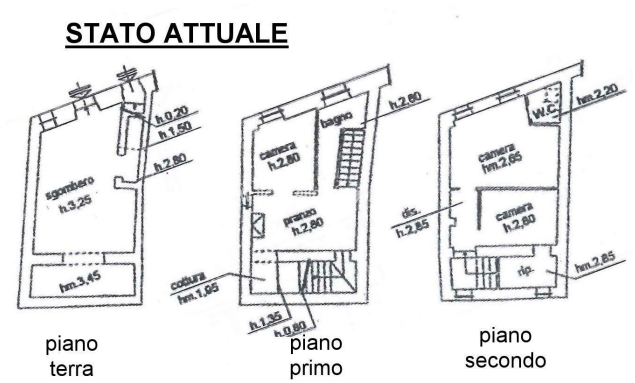 STATO ATTUALE
h.0,20
h.1,50
h.2,80
sgombero
h.3,25
hm.3,45
piano
terra
h.2,80
bagno
camera
h.2,80
pranzo
h.2,80
cottura
hm.1,95
h.1,35
h.0,80
piano
primo
hm.2,20
W.C.
camera
hm.2,65
dis.
h.2,85
camera
h.2,80
rip.
hm.2,85
piano
secondo